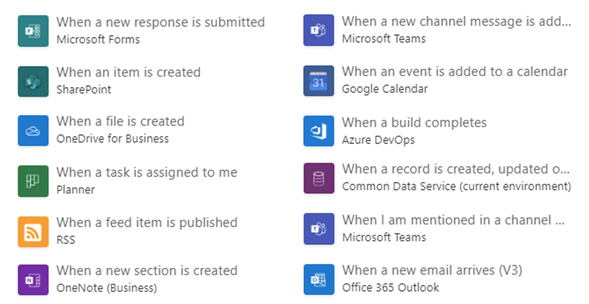 When a new response is submitted
Microsoft Forms
When an item is created
SharePoint
When a file is created
OneDrive for Business
When a task is assigned to me
Planner
When a feed item is published
RSS
When a new section is created
OneNote (Business)
When a new channel message is add...
Microsoft Teams
31
When an event is added to a calendar
Google Calendar
When a build completes
Azure DevOps
When a record is created, updated o...
Common Data Service (current environment)
When I am mentioned in a channel ...
Microsoft Teams
When a new email arrives (V3)
Office 365 Outlook